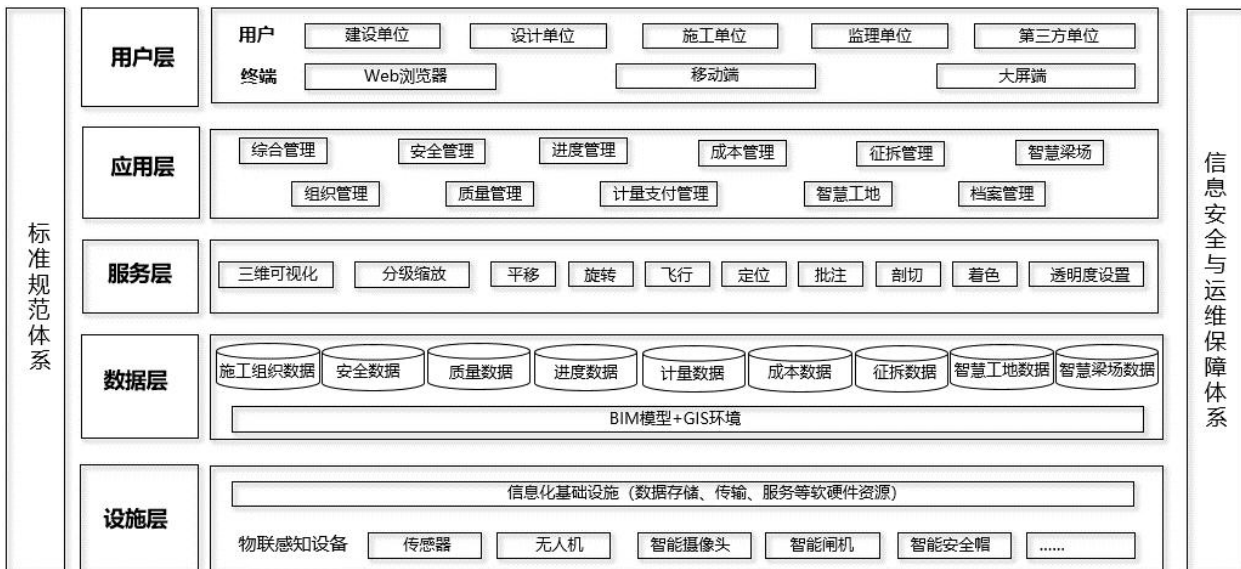 标准规范体系
用户层
用户 建设单位 设计单位 施工单位 监理单位 第三方单位
终端 Web浏览器 移动端 大屏端
应用层
综合管理 安全管理 进度管理 成本管理 征拆管理 智慧梁场
组织管理 质量管理 计量支付管理 智慧工地 档案管理
服务层
三维可视化 分级缩放 平移 旋转 飞行 定位 批注 剖切 着色 透明度设置
数据层
施工组织数据 安全数据 质量数据 进度数据 计量数据 成本数据 征拆数据 智慧工地数据 智慧梁场数据
BIM模型+GIS环境
设施层
信息化基础设施（数据存储、传输、服务等软硬件资源）
物联感知设备 传感器 无人机 智能摄像头 智能闸机 智能安全帽 ......
信息安全与运维保障体系